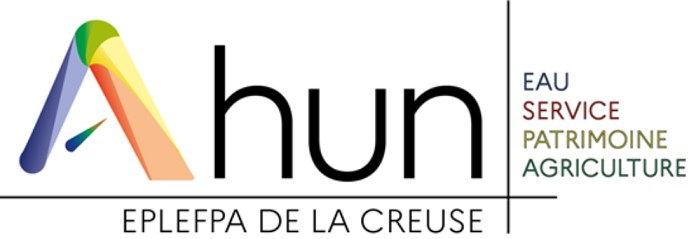 Ahun
EAU
SERVICE
PATRIMOINE
AGRICULTURE
EPLEFPA DE LA CREUSE